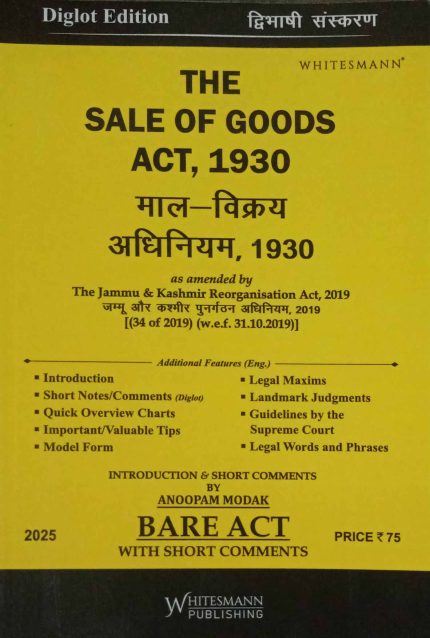 Diglot Edition द्विभाषी संस्करण
WHITESMANN®
THE
SALE OF GOODS
ACT, 1930
माल–विक्रय
अधिनियम, 1930
as amended by
The Jammu & Kashmir Reorganisation Act, 2019
जम्मू और कश्मीर पुनर्गठन अधिनियम, 2019
[(34 of 2019) (w.e.f. 31.10.2019)]
Additional Features (Eng.)
▪ Introduction
▪ Short Notes/Comments (Diglot)
▪ Quick Overview Charts
▪ Important/Valuable Tips
▪ Model Form
▪ Legal Maxims
▪ Landmark Judgments
▪ Guidelines by the
Supreme Court
▪ Legal Words and Phrases
INTRODUCTION & SHORT COMMENTS
BY
ANOOPAM MODAK
2025 BARE ACT PRICE ₹ 75
WITH SHORT COMMENTS
WHITESMANN
PUBLISHING